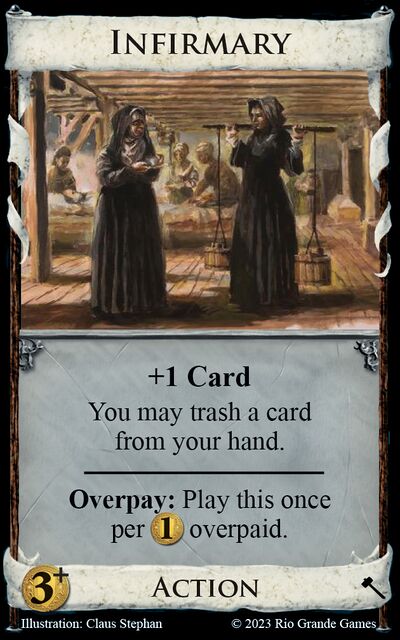 INFIRMARY
+1 Card
You may trash a card
from your hand.
Overpay: Play this once
per 1 overpaid.
3+ ACTION
Illustration: Claus Stephan © 2023 Rio Grande Games